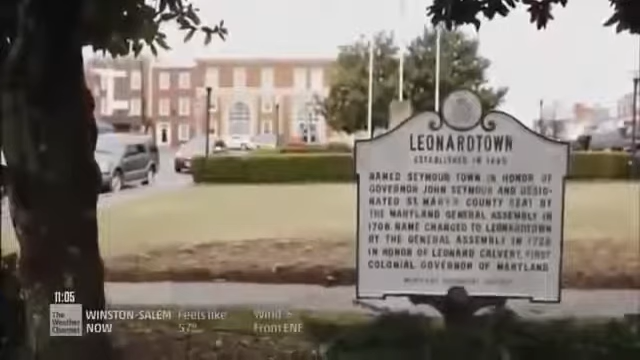 LEONARDTOWN
ESTABLISHED IN 1660
NAMED SEYMOUR TOWN IN HONOR OF
GOVERNOR JOHN SEYMOUR AND DESIG-
NATED ST. MARY'S COUNTY SEAT BY
THE MARYLAND GENERAL ASSEMBLY IN
1708. NAME CHANGED TO LEONARDTOWN
BY THE GENERAL ASSEMBLY IN 1728
IN HONOR OF LEONARD CALVERT, FIRST
COLONIAL GOVERNOR OF MARYLAND
MARYLAND HISTORICAL SOCIETY
11:05
The
Weather
Channel
WINSTON-SALEM
NOW
Feels like
57°
Wind:
From ENE